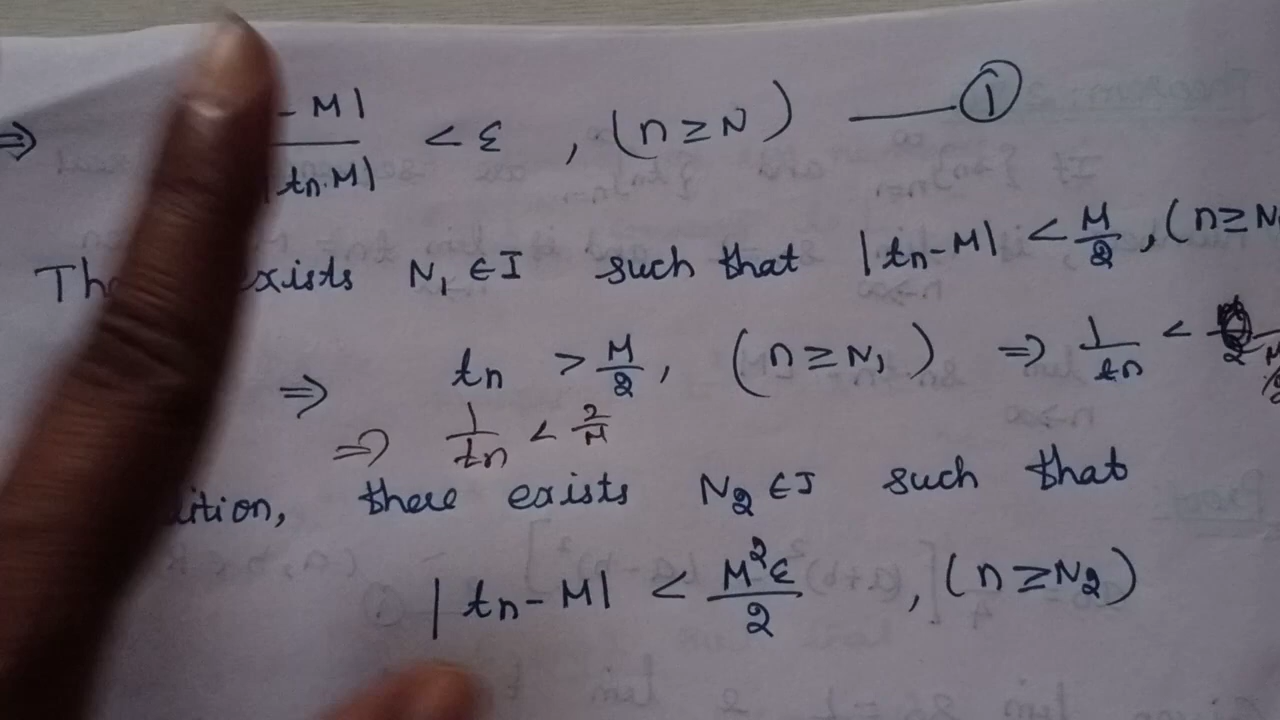 ⇒ - M| / |tn.M| < ε , (n ≥ N) — ①
exists N₁ ∈ I such that |tn - M| < M/2 , (n ≥ N
⇒ tn > M/2 , (n ≥ N₁) ⇒ 1/tn <
⇒ 1/tn < 2/M
dition, there exists N₂ ∈ I such that
|tn - M| < M²ε/2 , (n ≥ N₂)